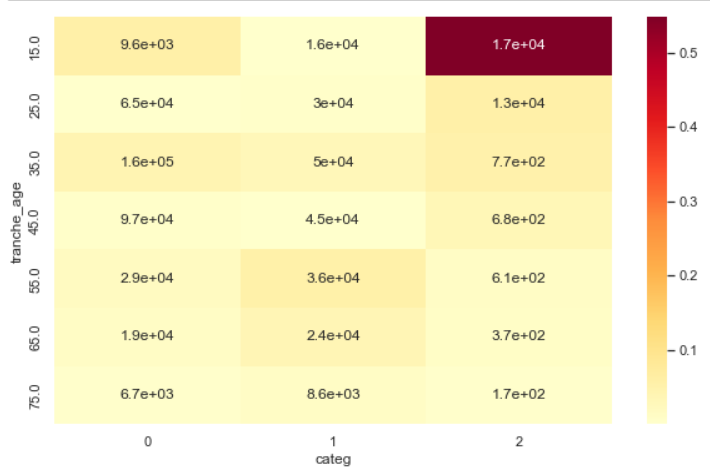 tranche_age
15.0 9.6e+03 1.6e+04 1.7e+04
25.0 6.5e+04 3e+04 1.3e+04
35.0 1.6e+05 5e+04 7.7e+02
45.0 9.7e+04 4.5e+04 6.8e+02
55.0 2.9e+04 3.6e+04 6.1e+02
65.0 1.9e+04 2.4e+04 3.7e+02
75.0 6.7e+03 8.6e+03 1.7e+02
0 1 2
categ
0.5
0.4
0.3
0.2
0.1